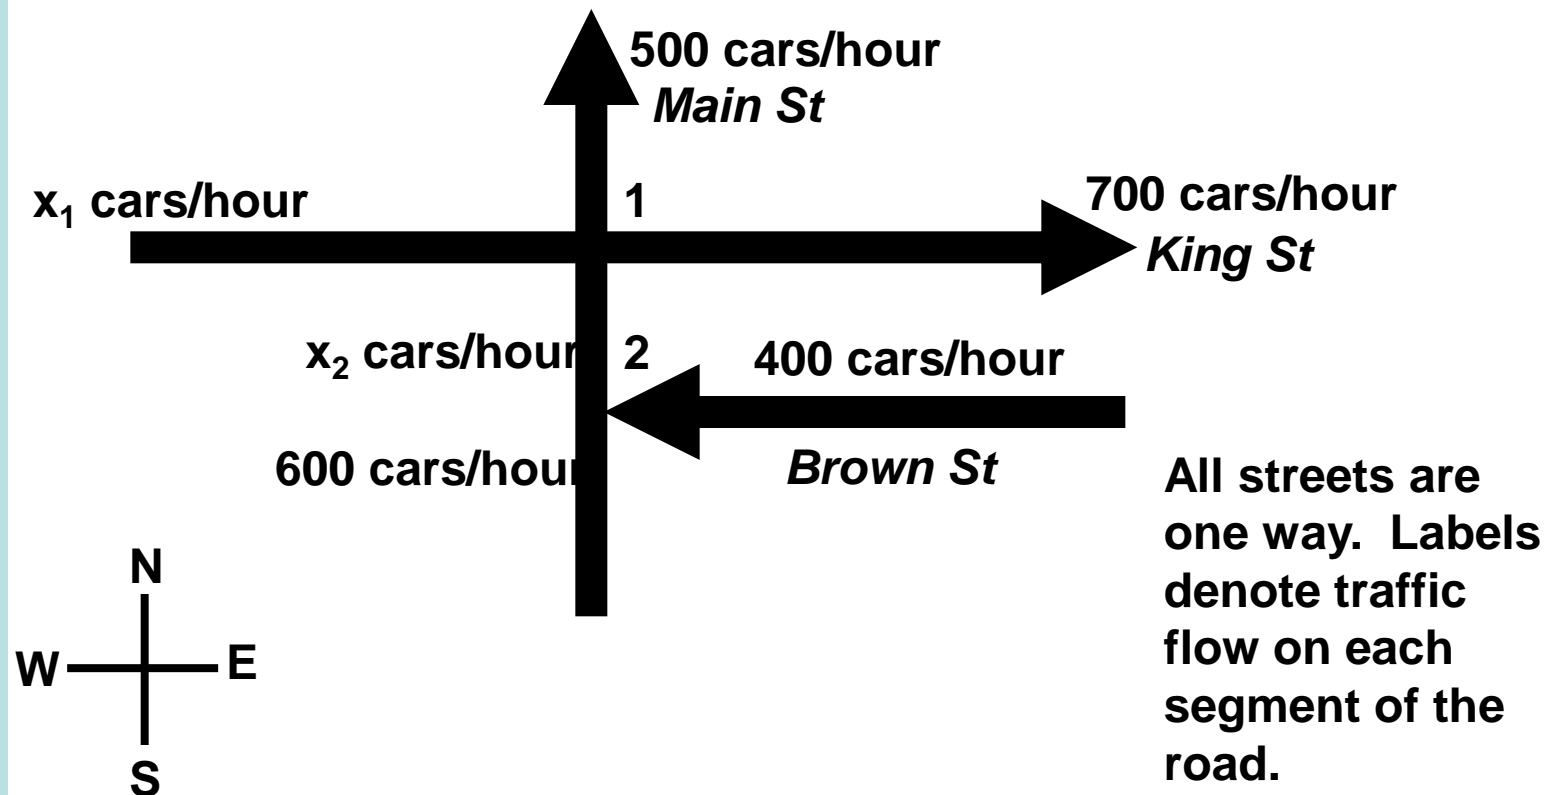 500 cars/hour
Main St
x₁ cars/hour
1
700 cars/hour
King St
x₂ cars/hour
2
400 cars/hour
600 cars/hour
Brown St
All streets are
one way. Labels
denote traffic
flow on each
segment of the
road.
N
W
E
S